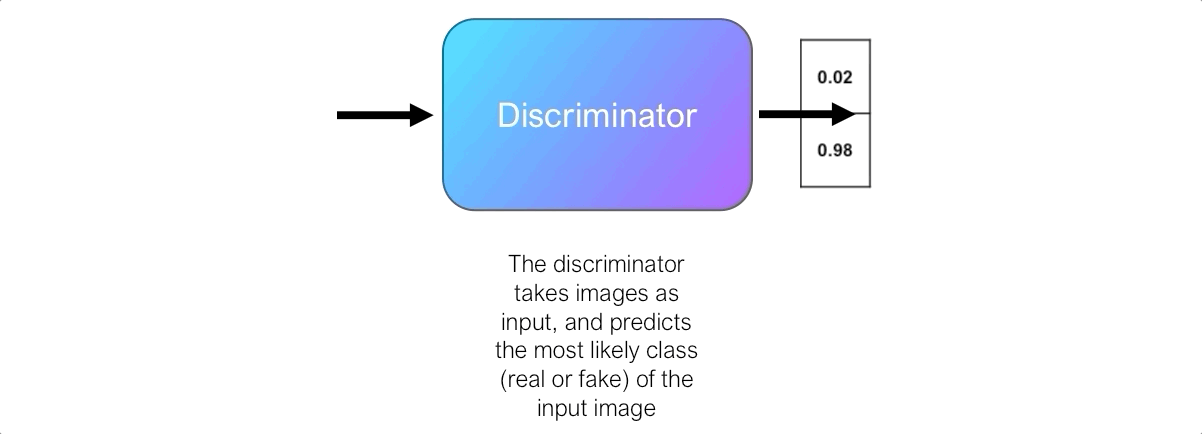 Discriminator
0.02
0.98
The discriminator
takes images as
input, and predicts
the most likely class
(real or fake) of the
input image